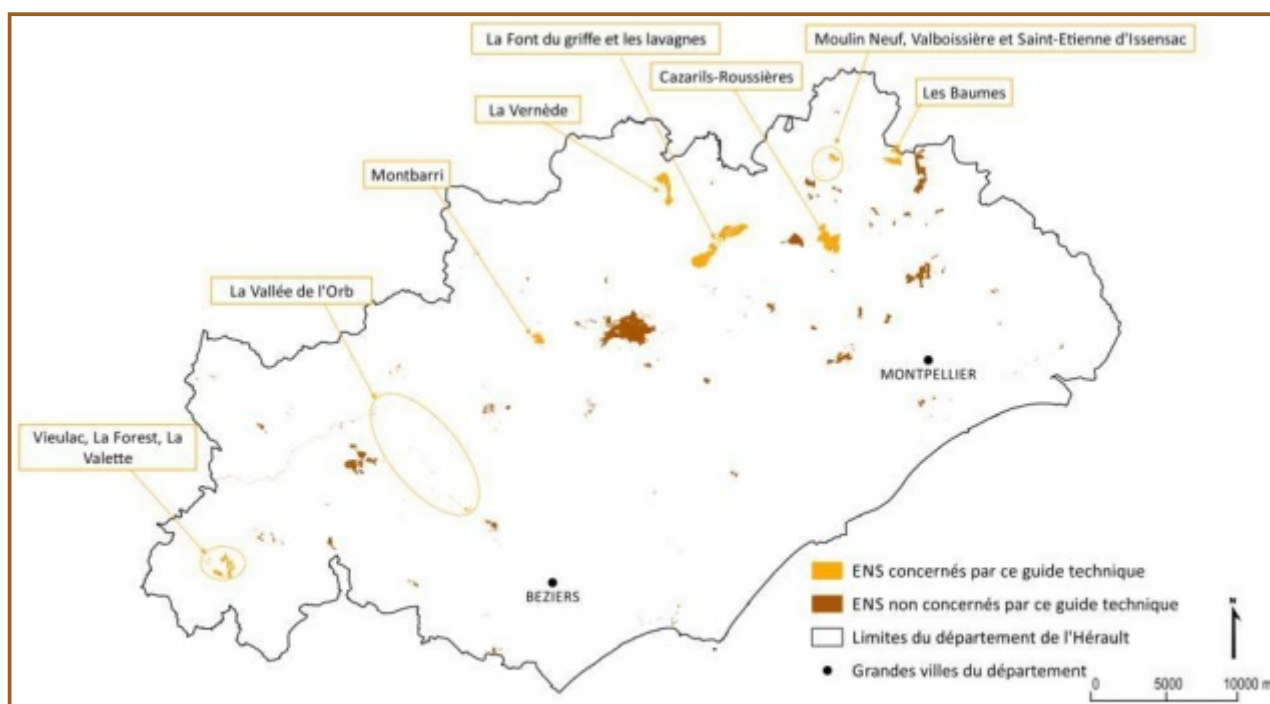 La Font du griffe et les lavagnes
Moulin Neuf, Valboissière et Saint-Etienne d'Issensac
Cazarils-Roussières
Les Baumes
La Vernède
Montbarri
La Vallée de l'Orb
Vieulac, La Forest, La
Valette
MONTPELLIER
BEZIERS
ENS concernés par ce guide technique
ENS non concernés par ce guide technique
Limites du département de l'Hérault
Grandes villes du département
N
0 5000 10000 m